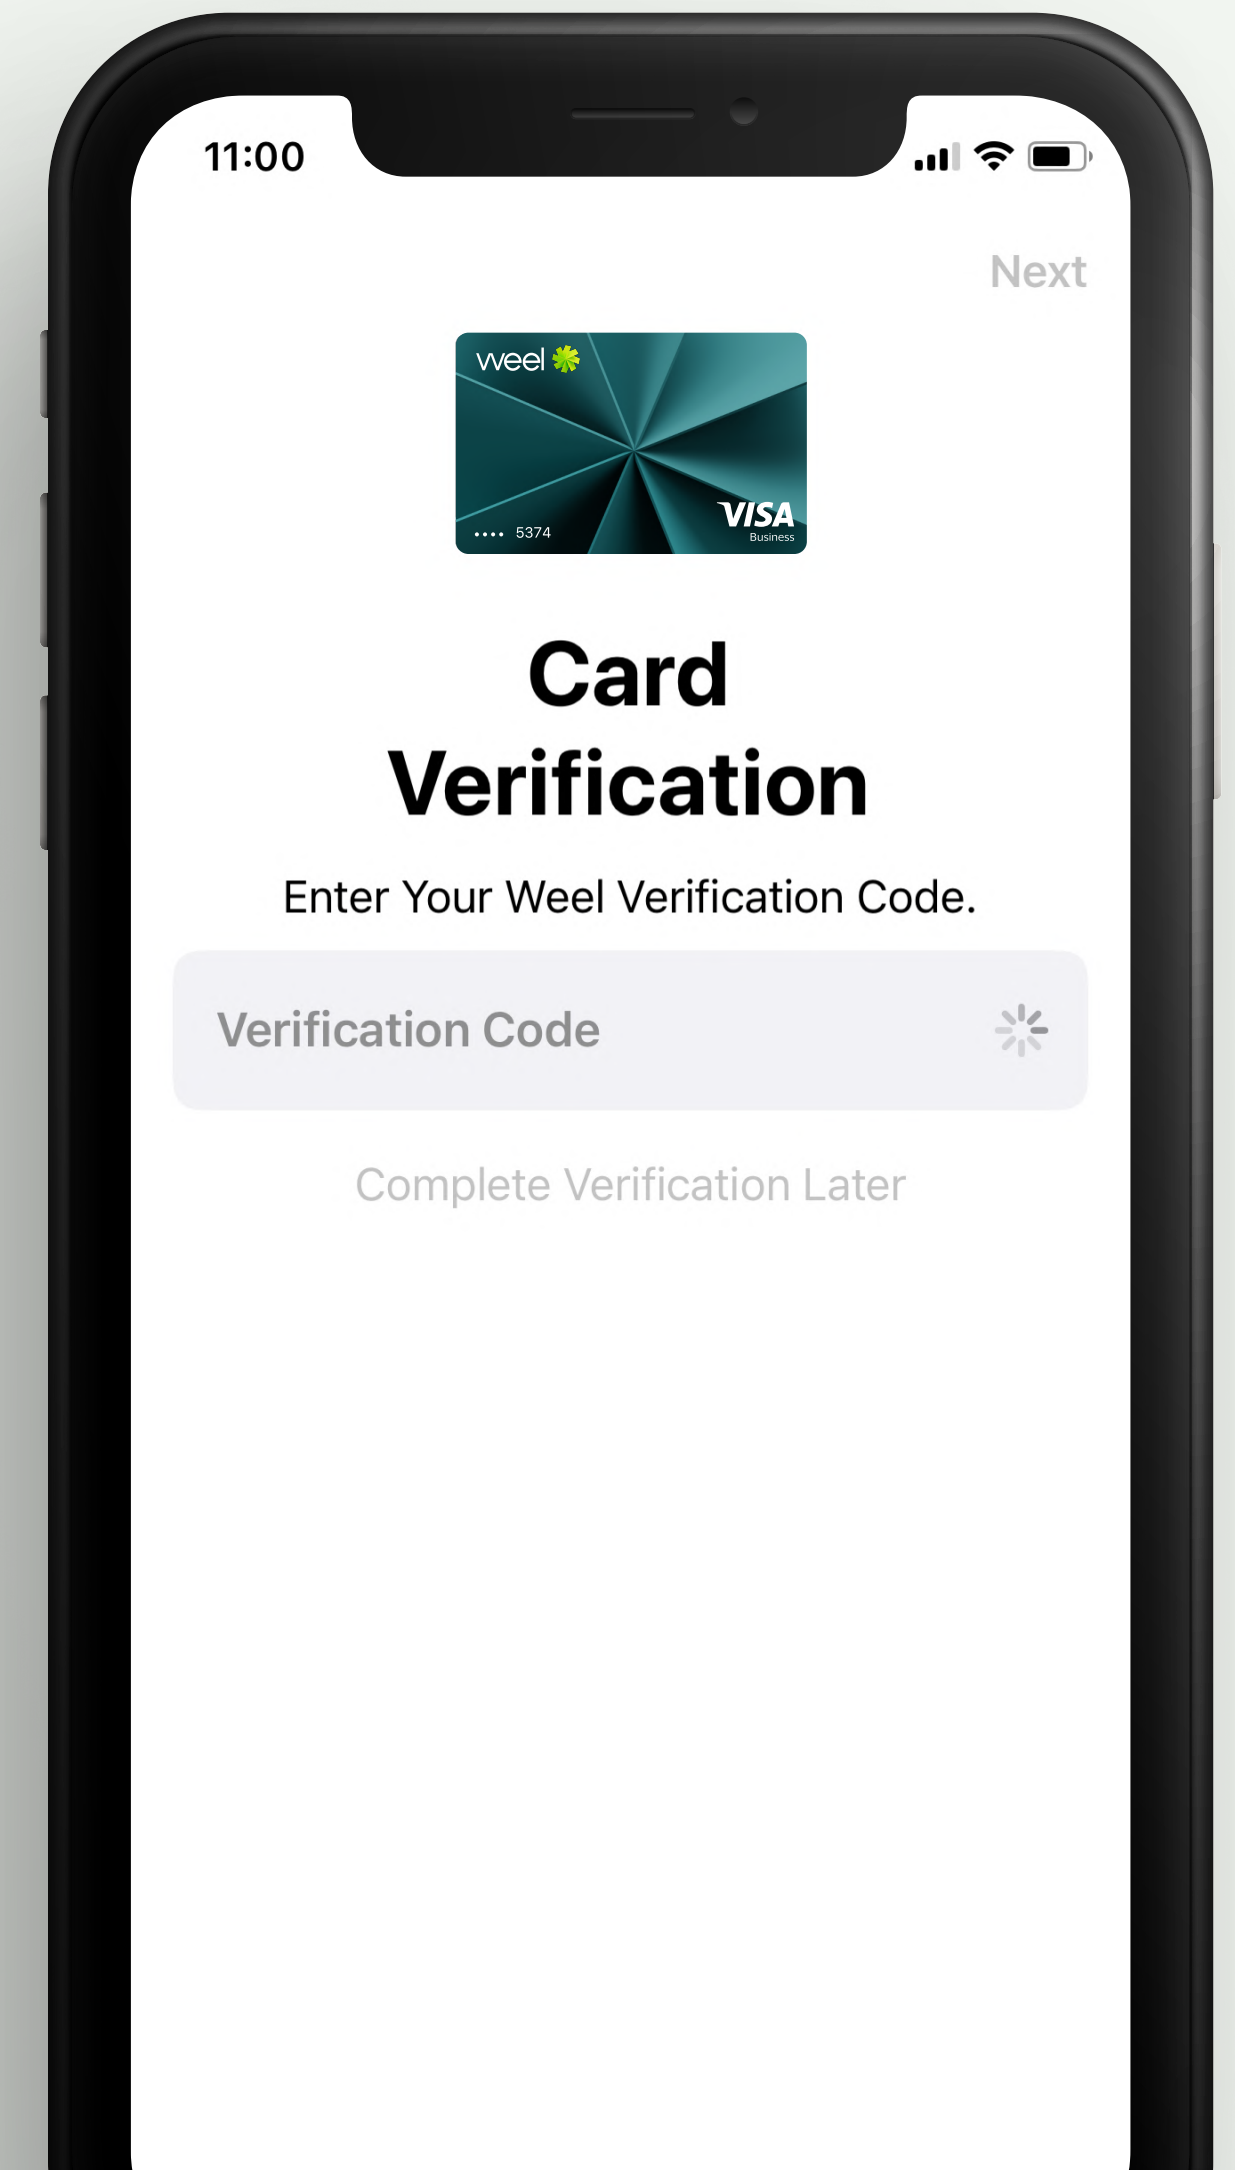 11:00
Next
weel
•••• 5374
VISA
Business
Card
Verification
Enter Your Weel Verification Code.
Verification Code
Complete Verification Later